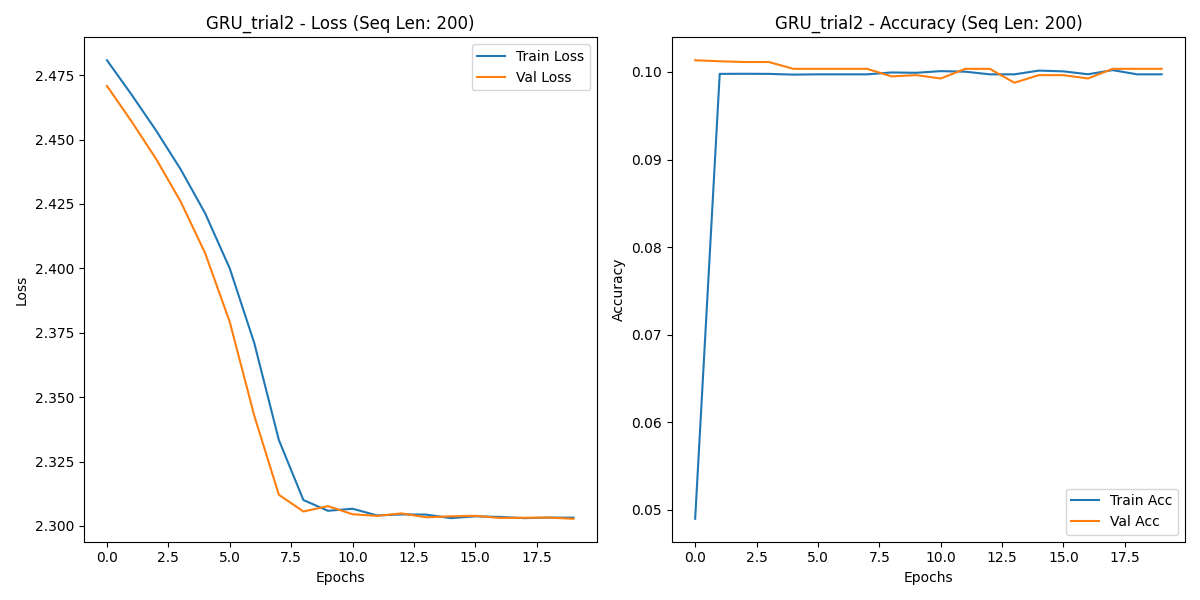 GRU_trial2 - Loss (Seq Len: 200)
Train Loss
Val Loss
2.475
2.450
2.425
2.400
2.375
2.350
2.325
2.300
Loss
0.0 2.5 5.0 7.5 10.0 12.5 15.0 17.5
Epochs
GRU_trial2 - Accuracy (Seq Len: 200)
0.10
0.09
0.08
0.07
0.06
0.05
Accuracy
Train Acc
Val Acc
0.0 2.5 5.0 7.5 10.0 12.5 15.0 17.5
Epochs